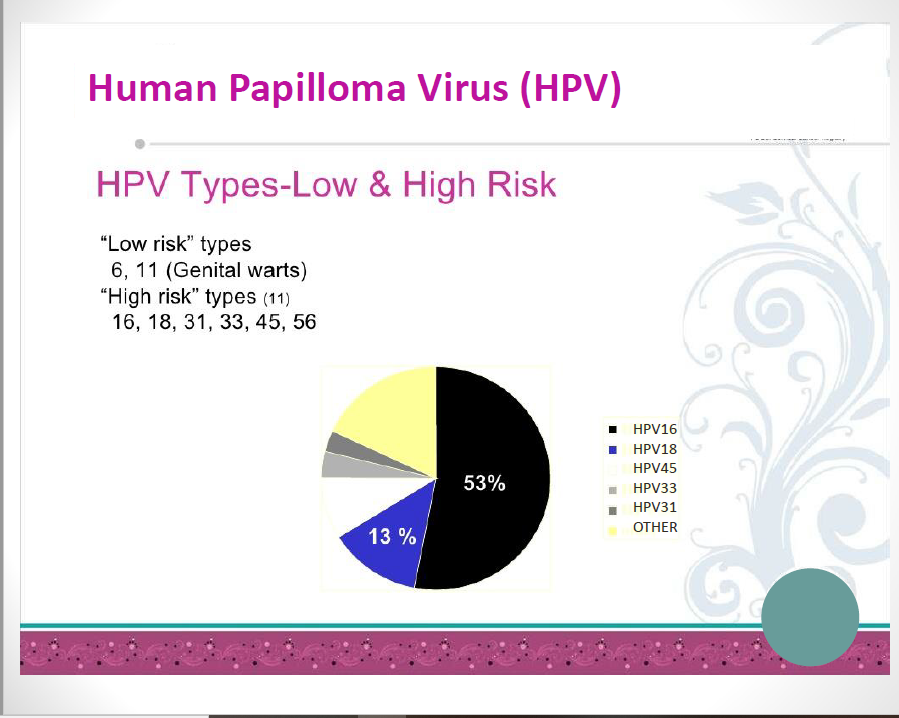 Human Papilloma Virus (HPV)
HPV Types-Low & High Risk
“Low risk” types
6, 11 (Genital warts)
“High risk” types (11)
16, 18, 31, 33, 45, 56
53%
13 %
HPV16
HPV18
HPV45
HPV33
HPV31
OTHER